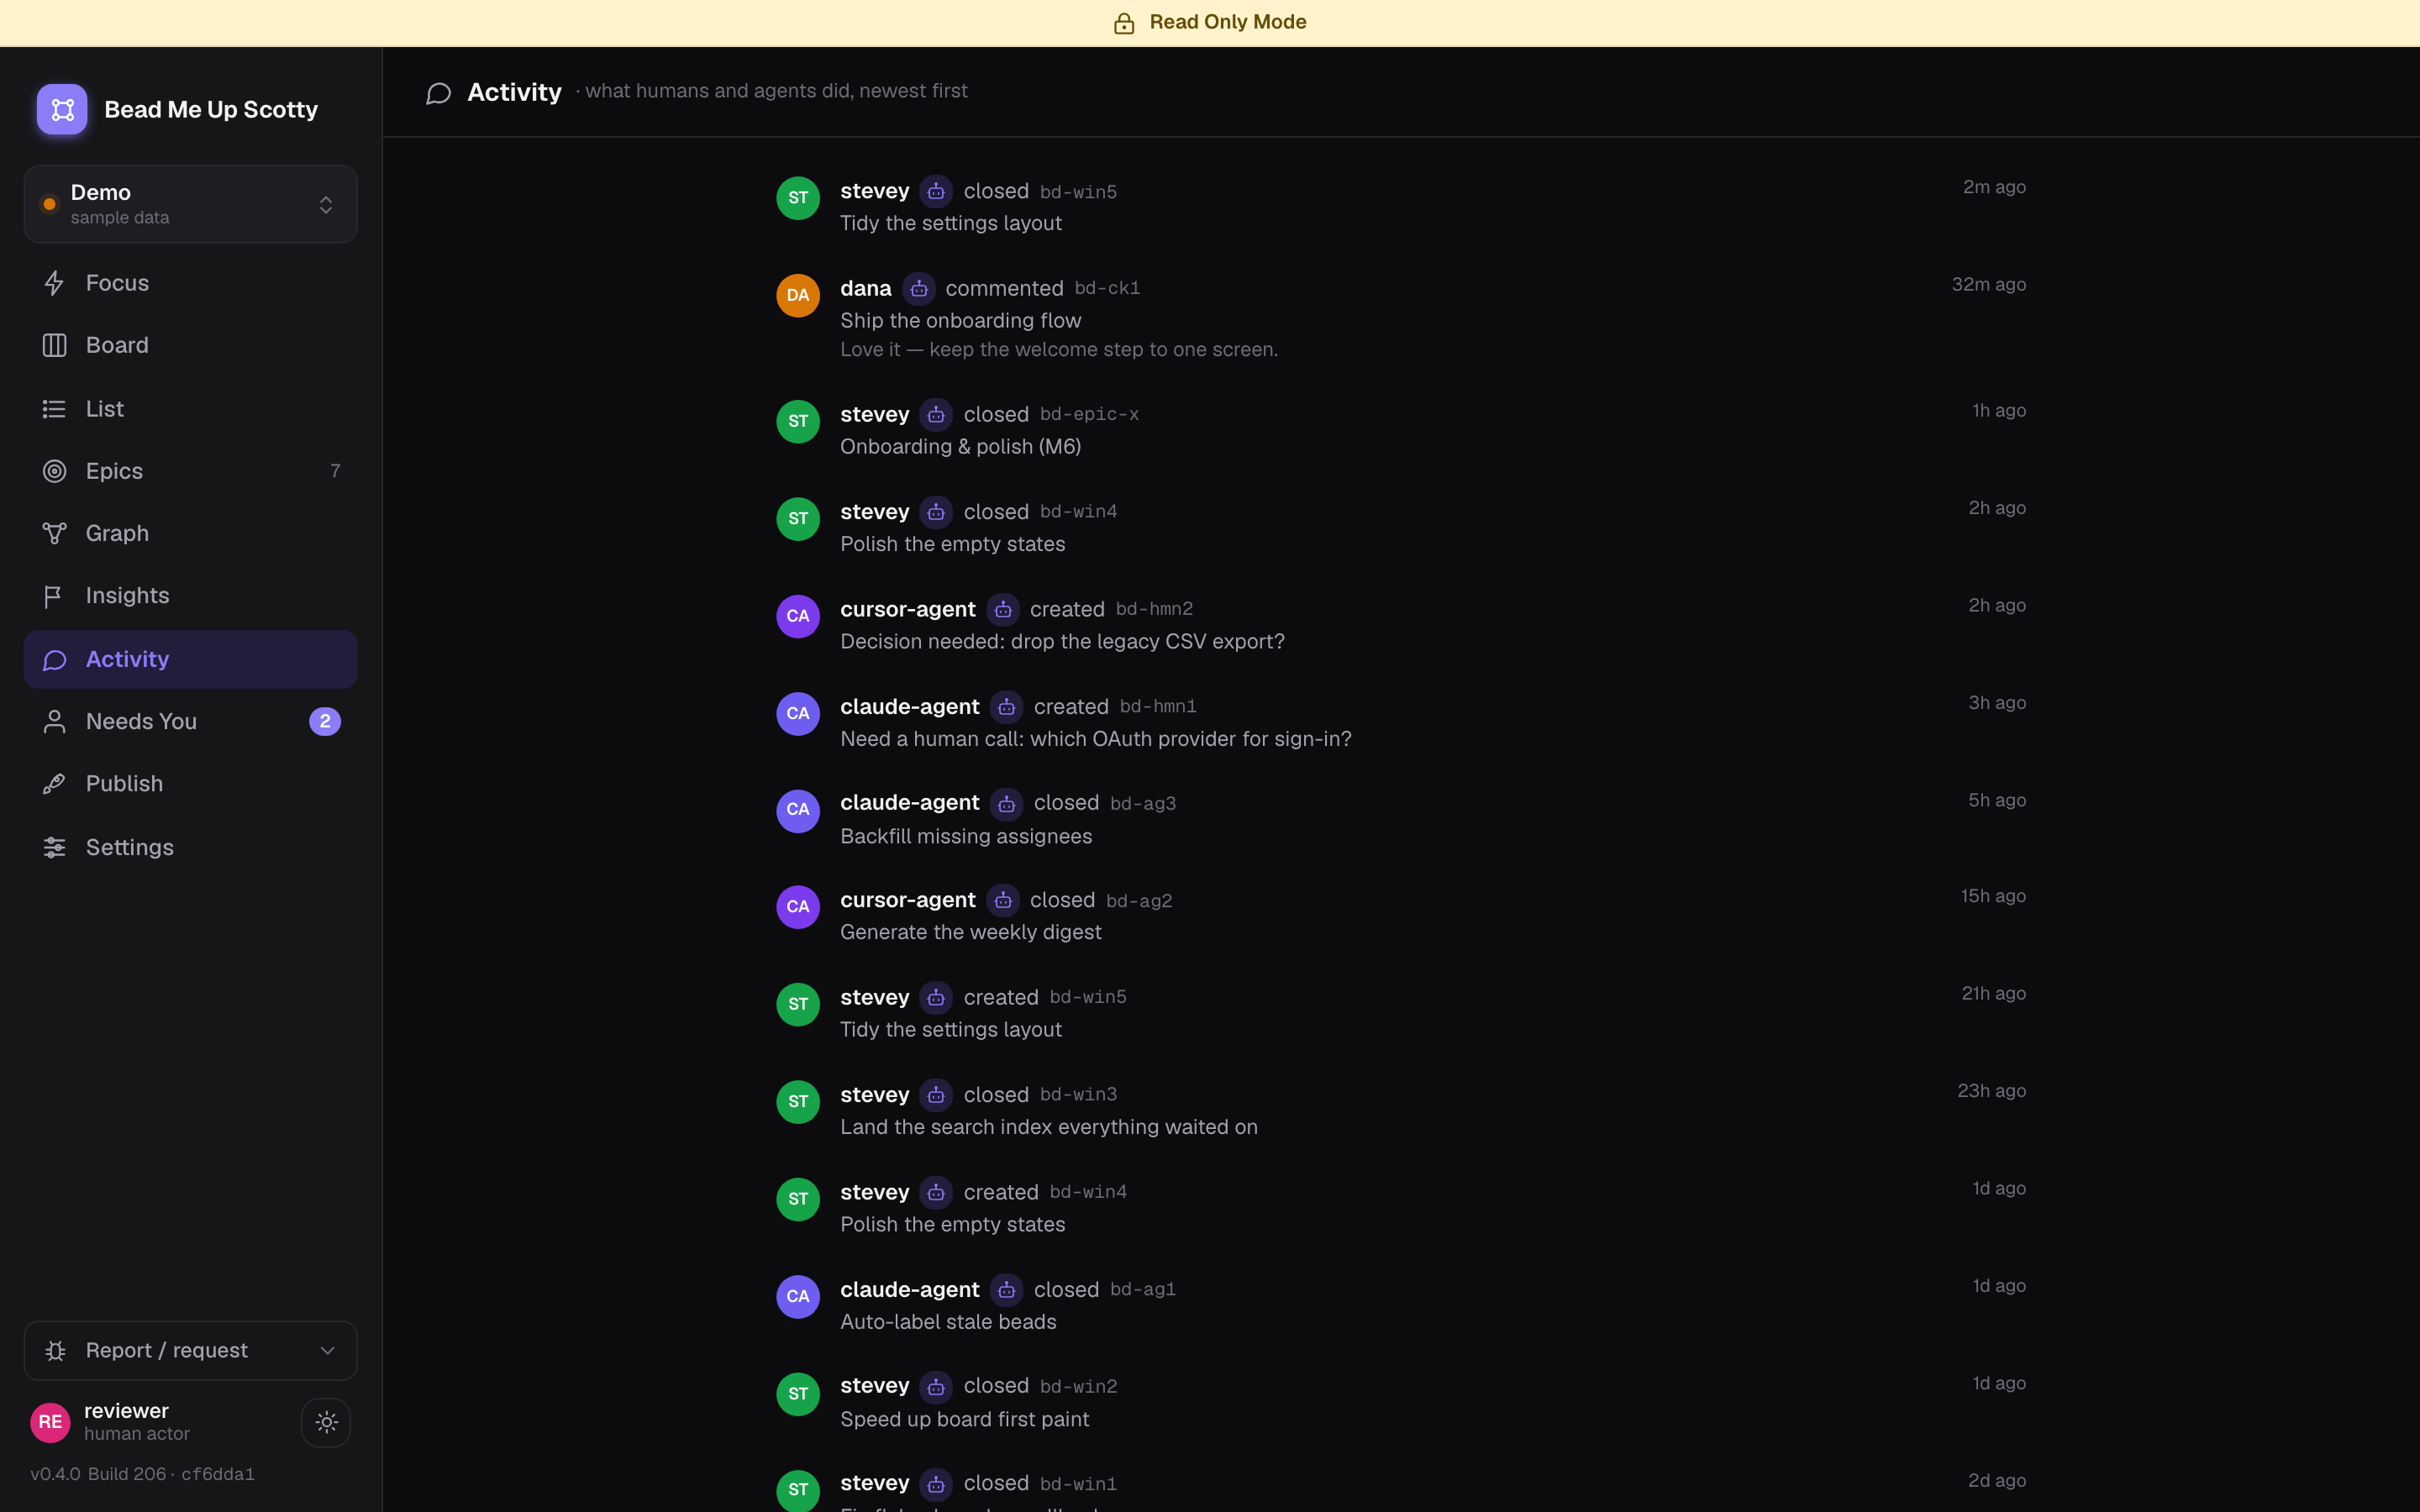 Read Only Mode
Bead Me Up Scotty
Demo
sample data
Focus
Board
List
Epics 7
Graph
Insights
Activity
Needs You 2
Publish
Settings
Report / request
RE reviewer
human actor
v0.4.0 Build 206 · cf6dda1
Activity · what humans and agents did, newest first
ST stevey closed bd-win5 2m ago
Tidy the settings layout
DA dana commented bd-ck1 32m ago
Ship the onboarding flow
Love it — keep the welcome step to one screen.
ST stevey closed bd-epic-x 1h ago
Onboarding & polish (M6)
ST stevey closed bd-win4 2h ago
Polish the empty states
CA cursor-agent created bd-hmn2 2h ago
Decision needed: drop the legacy CSV export?
CA claude-agent created bd-hmn1 3h ago
Need a human call: which OAuth provider for sign-in?
CA claude-agent closed bd-ag3 5h ago
Backfill missing assignees
CA cursor-agent closed bd-ag2 15h ago
Generate the weekly digest
ST stevey created bd-win5 21h ago
Tidy the settings layout
ST stevey closed bd-win3 23h ago
Land the search index everything waited on
ST stevey created bd-win4 1d ago
Polish the empty states
CA claude-agent closed bd-ag1 1d ago
Auto-label stale beads
ST stevey closed bd-win2 1d ago
Speed up board first paint
ST stevey closed bd-win1 2d ago